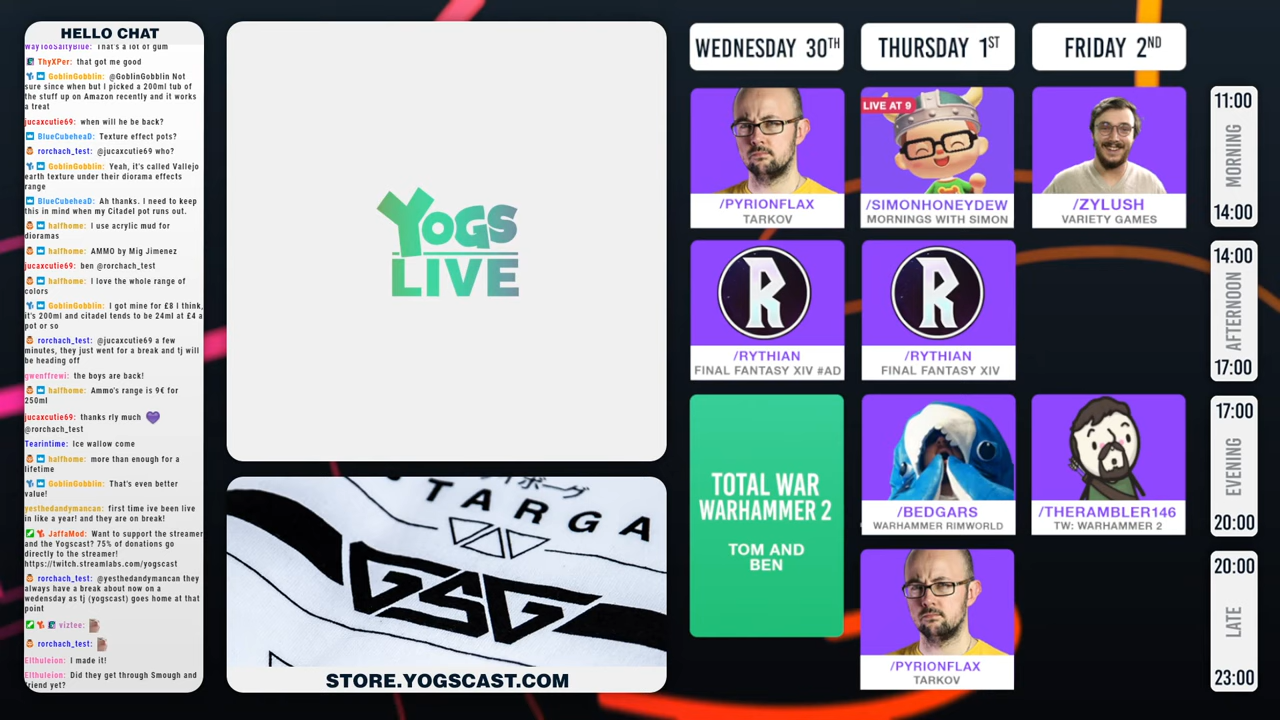 HELLO CHAT
WayTooSaltyBlue: That's a lot of gum
ThyXPer: that got me good
GoblinGobblin: @GoblinGobblin Not
sure since when but I picked a 200ml tub of
the stuff up on Amazon recently and it works
a treat
jucaxcutie69: when will he be back?
BlueCubeheaD: Texture effect pots?
rorchach_test: @jucaxcutie69 who?
GoblinGobblin: Yeah, it's called Vallejo
earth texture under their diorama effects
range
BlueCubeheaD: Ah thanks. I need to keep
this in mind when my Citadel pot runs out.
halfhome: I use acrylic mud for
dioramas
halfhome: AMMO by Mig Jimenez
jucaxcutie69: ben @rorchach_test
halfhome: I love the whole range of
colors
GoblinGobblin: I got mine for £8 I think,
it's 200ml and citadel tends to be 24ml at £4 a
pot or so
rorchach_test: @jucaxcutie69 a few
minutes, they just went for a break and tj will
be heading off
gwenffrewi: the boys are back!
halfhome: Ammo's range is 9€ for
250ml
jucaxcutie69: thanks rly much
@rorchach_test
Tearintime: Ice wallow come
halfhome: more than enough for a
lifetime
GoblinGobblin: That's even better
value!
yesthedandymancan: first time ive been live
in like a year! and they are on break!
JaffaMod: Want to support the streamer
and the Yogscast? 75% of donations go
directly to the streamer!
https://twitch.streamlabs.com/yogscast
rorchach_test: @yesthedandymancan they
always have a break about now on a
wedensday as tj (yogscast) goes home at that
point
viztee:
rorchach_test:
Elthuleion: I made it!
Elthuleion: Did they get through Smough and
friend yet?
YOGS
LIVE
STARGA
GSG
STORE.YOGSCAST.COM
WEDNESDAY 30TH
THURSDAY 1ST
FRIDAY 2ND
/PYRIONFLAX
TARKOV
LIVE AT 9
/SIMONHONEYDEW
MORNINGS WITH SIMON
/ZYLUSH
VARIETY GAMES
11:00
MORNING
14:00
R
/RYTHIAN
FINAL FANTASY XIV #AD
R
/RYTHIAN
FINAL FANTASY XIV
14:00
AFTERNOON
17:00
TOTAL WAR
WARHAMMER 2
TOM AND
BEN
/BEDGARS
WARHAMMER RIMWORLD
/THERAMBLER146
TW: WARHAMMER 2
17:00
EVENING
20:00
/PYRIONFLAX
TARKOV
20:00
LATE
23:00